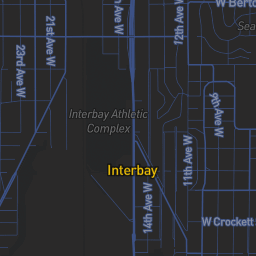 W Berto
Sea
ve W
12th Ave W
21st Ave W
23rd Ave W
9th Ave W
Interbay Athletic
Complex
11th Ave W
Interbay
14th Ave W
W Crockett